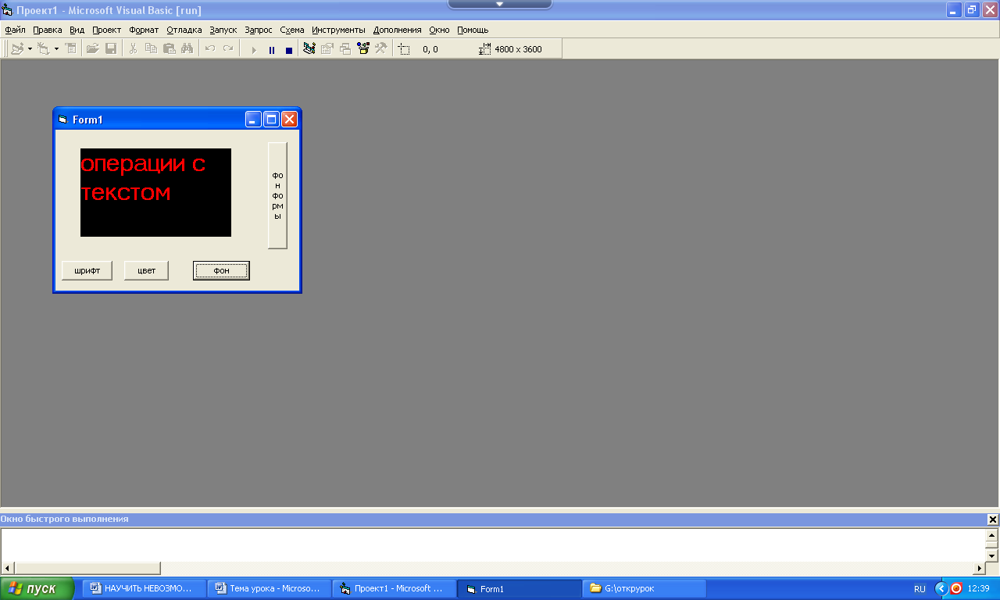 Проект1 - Microsoft Visual Basic [run]
Файл Правка Вид Проект Формат Отладка Запуск Запрос Схема Инструменты Дополнения Окно Помощь
0, 0 4800 x 3600
Form1
операции с
текстом
фо
н
фо
рм
ы
шрифт цвет фон
Окно быстрого выполнения
пуск НАУЧИТЬ НЕВОЗМО... Тема урока - Microso... Проект1 - Microsoft ... Form1 G:\откруpок RU 12:39